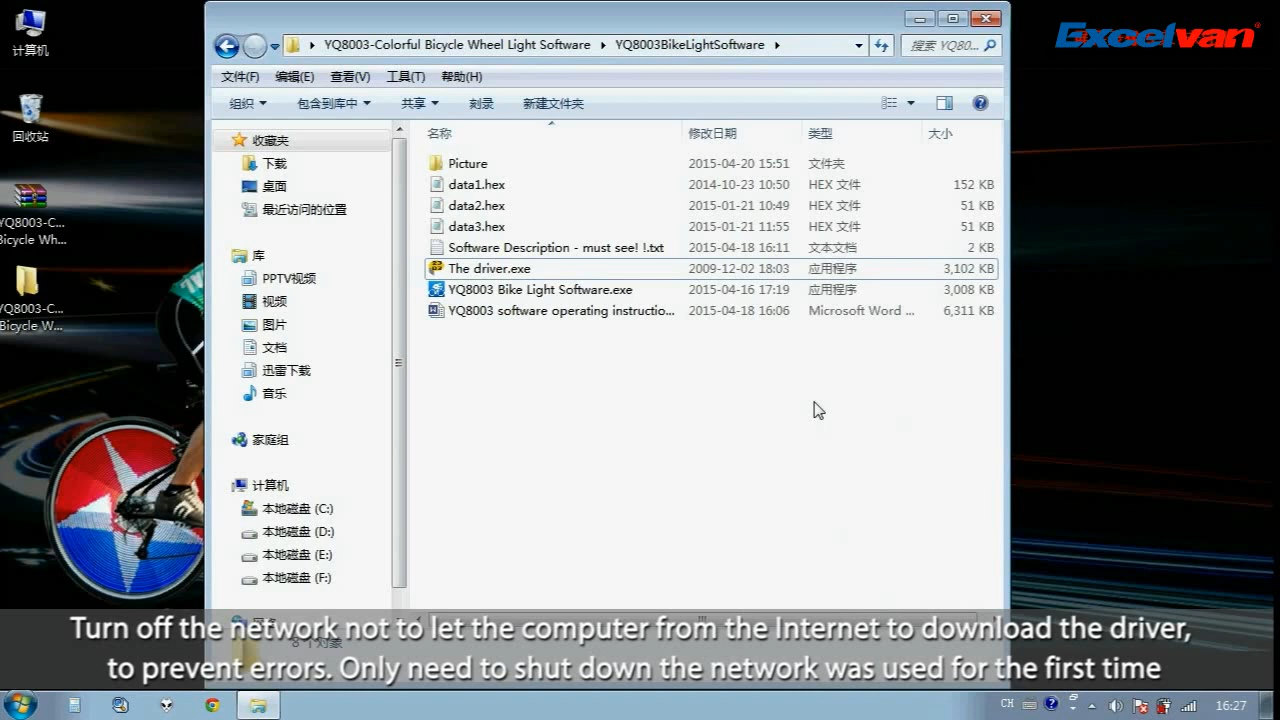 计算机
回收站
YQ8003-C...
Bicycle Wh...
YQ8003-C...
Bicycle W...
YQ8003-Colorful Bicycle Wheel Light Software YQ8003BikeLightSoftware
搜索 YQ80...
Excelvan
文件(F) 编辑(E) 查看(V) 工具(T) 帮助(H)
组织 包含到库中 共享 刻录 新建文件夹
收藏夹
下载
桌面
最近访问的位置
库
PPTV视频
视频
图片
文档
迅雷下载
音乐
家庭组
计算机
本地磁盘 (C:)
本地磁盘 (D:)
本地磁盘 (E:)
本地磁盘 (F:)
名称 修改日期 类型 大小
Picture 2015-04-20 15:51 文件夹
data1.hex 2014-10-23 10:50 HEX 文件 152 KB
data2.hex 2015-01-21 10:49 HEX 文件 51 KB
data3.hex 2015-01-21 11:55 HEX 文件 51 KB
Software Description - must see! !.txt 2015-04-18 16:11 文本文档 2 KB
The driver.exe 2009-12-02 18:03 应用程序 3,102 KB
YQ8003 Bike Light Software.exe 2015-04-16 17:19 应用程序 3,008 KB
YQ8003 software operating instructio... 2015-04-18 16:06 Microsoft Word ... 6,311 KB
8 个对象
Turn off the network not to let the computer from the Internet to download the driver,
to prevent errors. Only need to shut down the network was used for the first time
CH 16:27